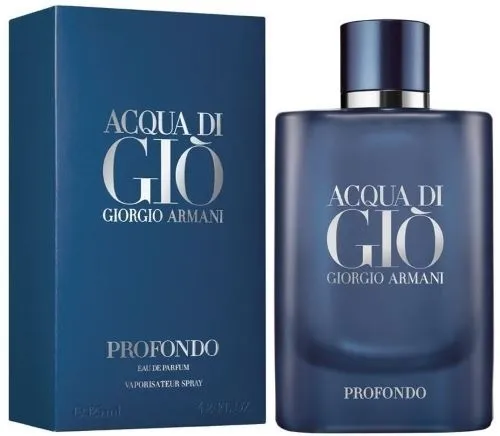 ACQUA DI
GIÒ
GIORGIO ARMANI
PROFONDO
EAU DE PARFUM
VAPORISATEUR SPRAY
ACQUA DI
GIÒ
GIORGIO ARMANI
PROFONDO